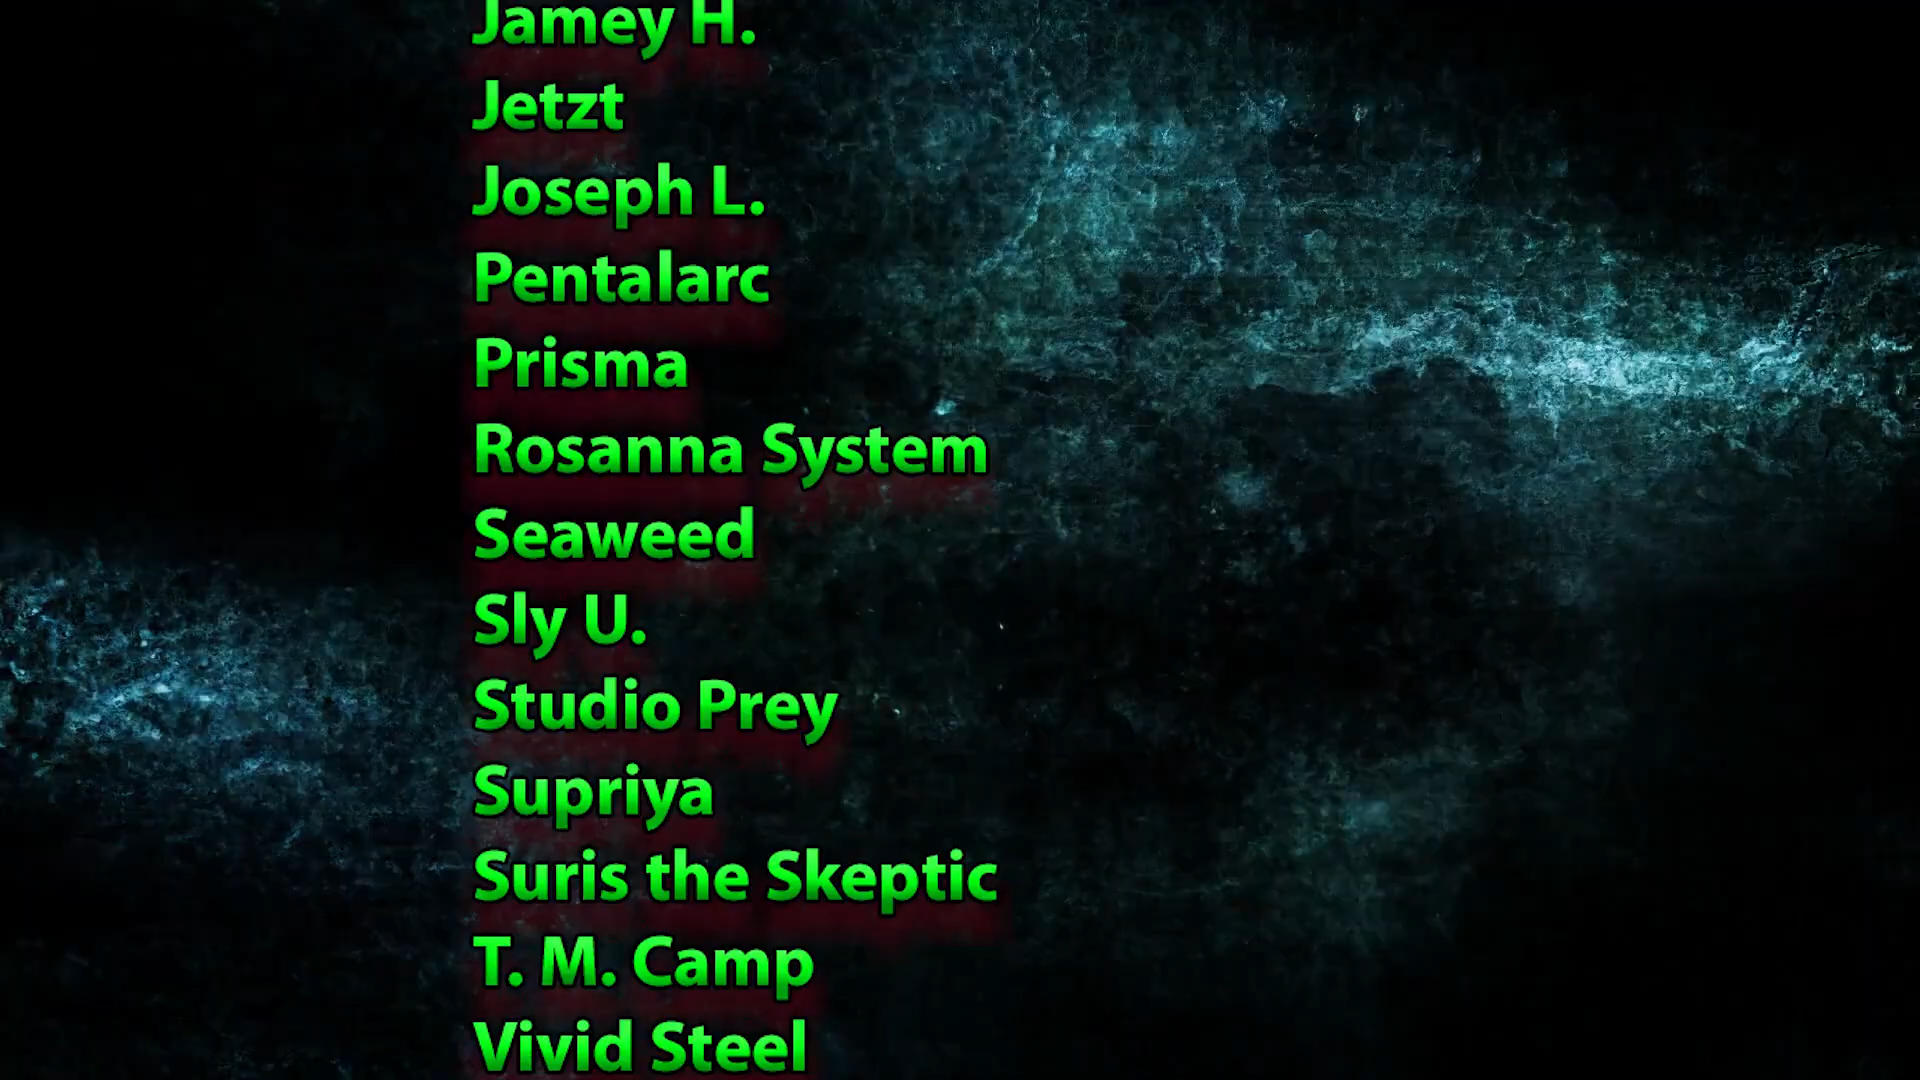 Jamey H.
Jetzt
Joseph L.
Pentalarc
Prisma
Rosanna System
Seaweed
Sly U.
Studio Prey
Supriya
Suris the Skeptic
T. M. Camp
Vivid Steel